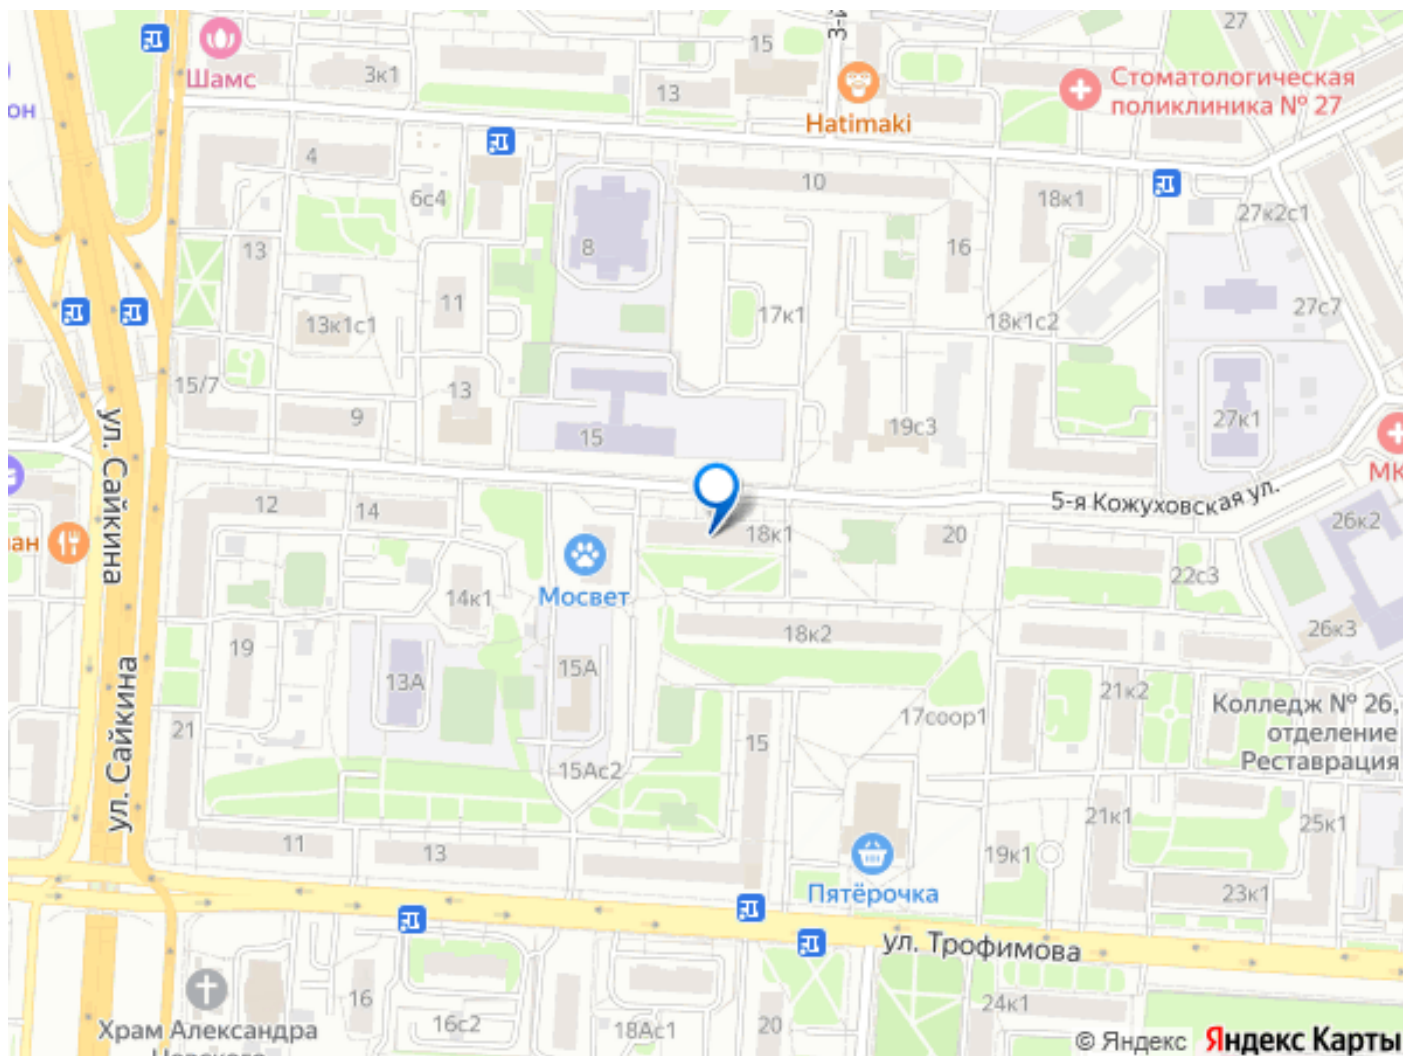 Шамс
3к1
15
13
27
Hatimaki
Стоматологическая
поликлиника № 27
4
6с4
10
18к1
27к2с1
13
8
16
11
13к1с1
17к1
18к1с2
27с7
15/7
13
9
15
19с3
27к1
ул. Сайкина
5-я Кожуховская ул.
12
14
18к1
20
26к2
Мосвет
14к1
22с3
26к3
19
18к2
13А
15А
21к2
17соор1
Колледж № 26,
отделение
Реставрация
21
15
15Ас2
ул. Сайкина
21к1
25к1
11
13
19к1
Пятёрочка
23к1
ул. Трофимова
16
16с2
18Ас1
20
24к1
Храм Александра
© Яндекс Яндекс Карты